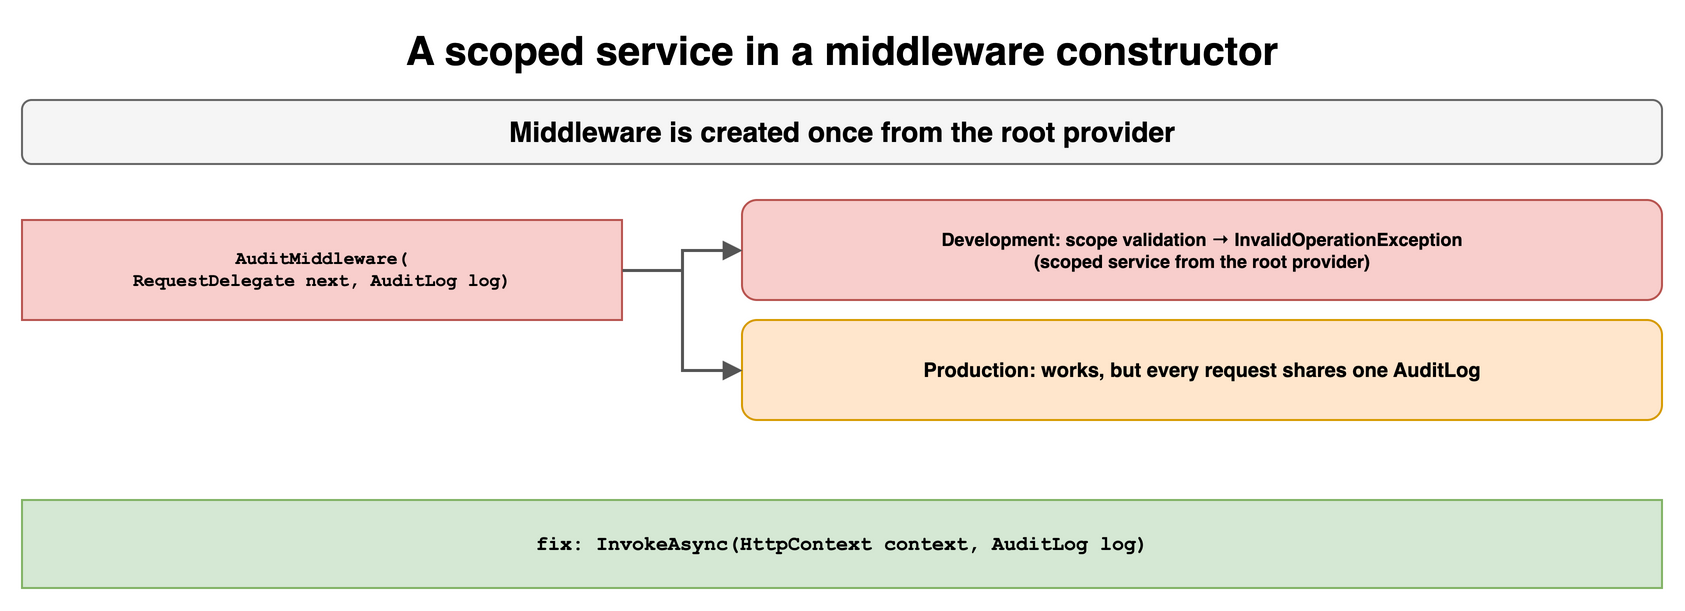 A scoped service in a middleware constructor
Middleware is created once from the root provider
AuditMiddleware(
RequestDelegate next, AuditLog log)
Development: scope validation → InvalidOperationException
(scoped service from the root provider)
Production: works, but every request shares one AuditLog
fix: InvokeAsync(HttpContext context, AuditLog log)